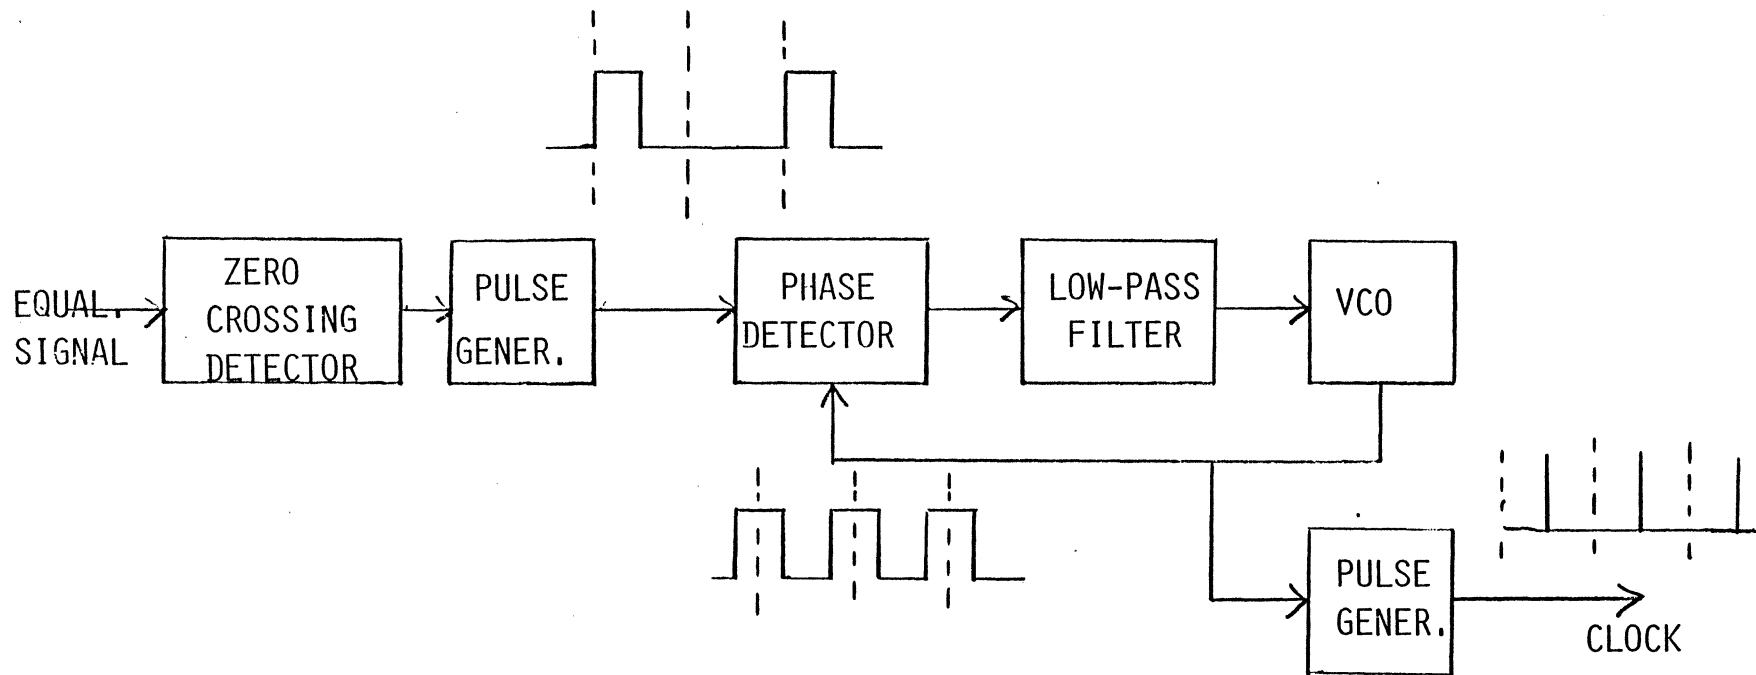 EQUAL.
SIGNAL
ZERO
CROSSING
DETECTOR
PULSE
GENER.
PHASE
DETECTOR
LOW-PASS
FILTER
VCO
PULSE
GENER.
CLOCK